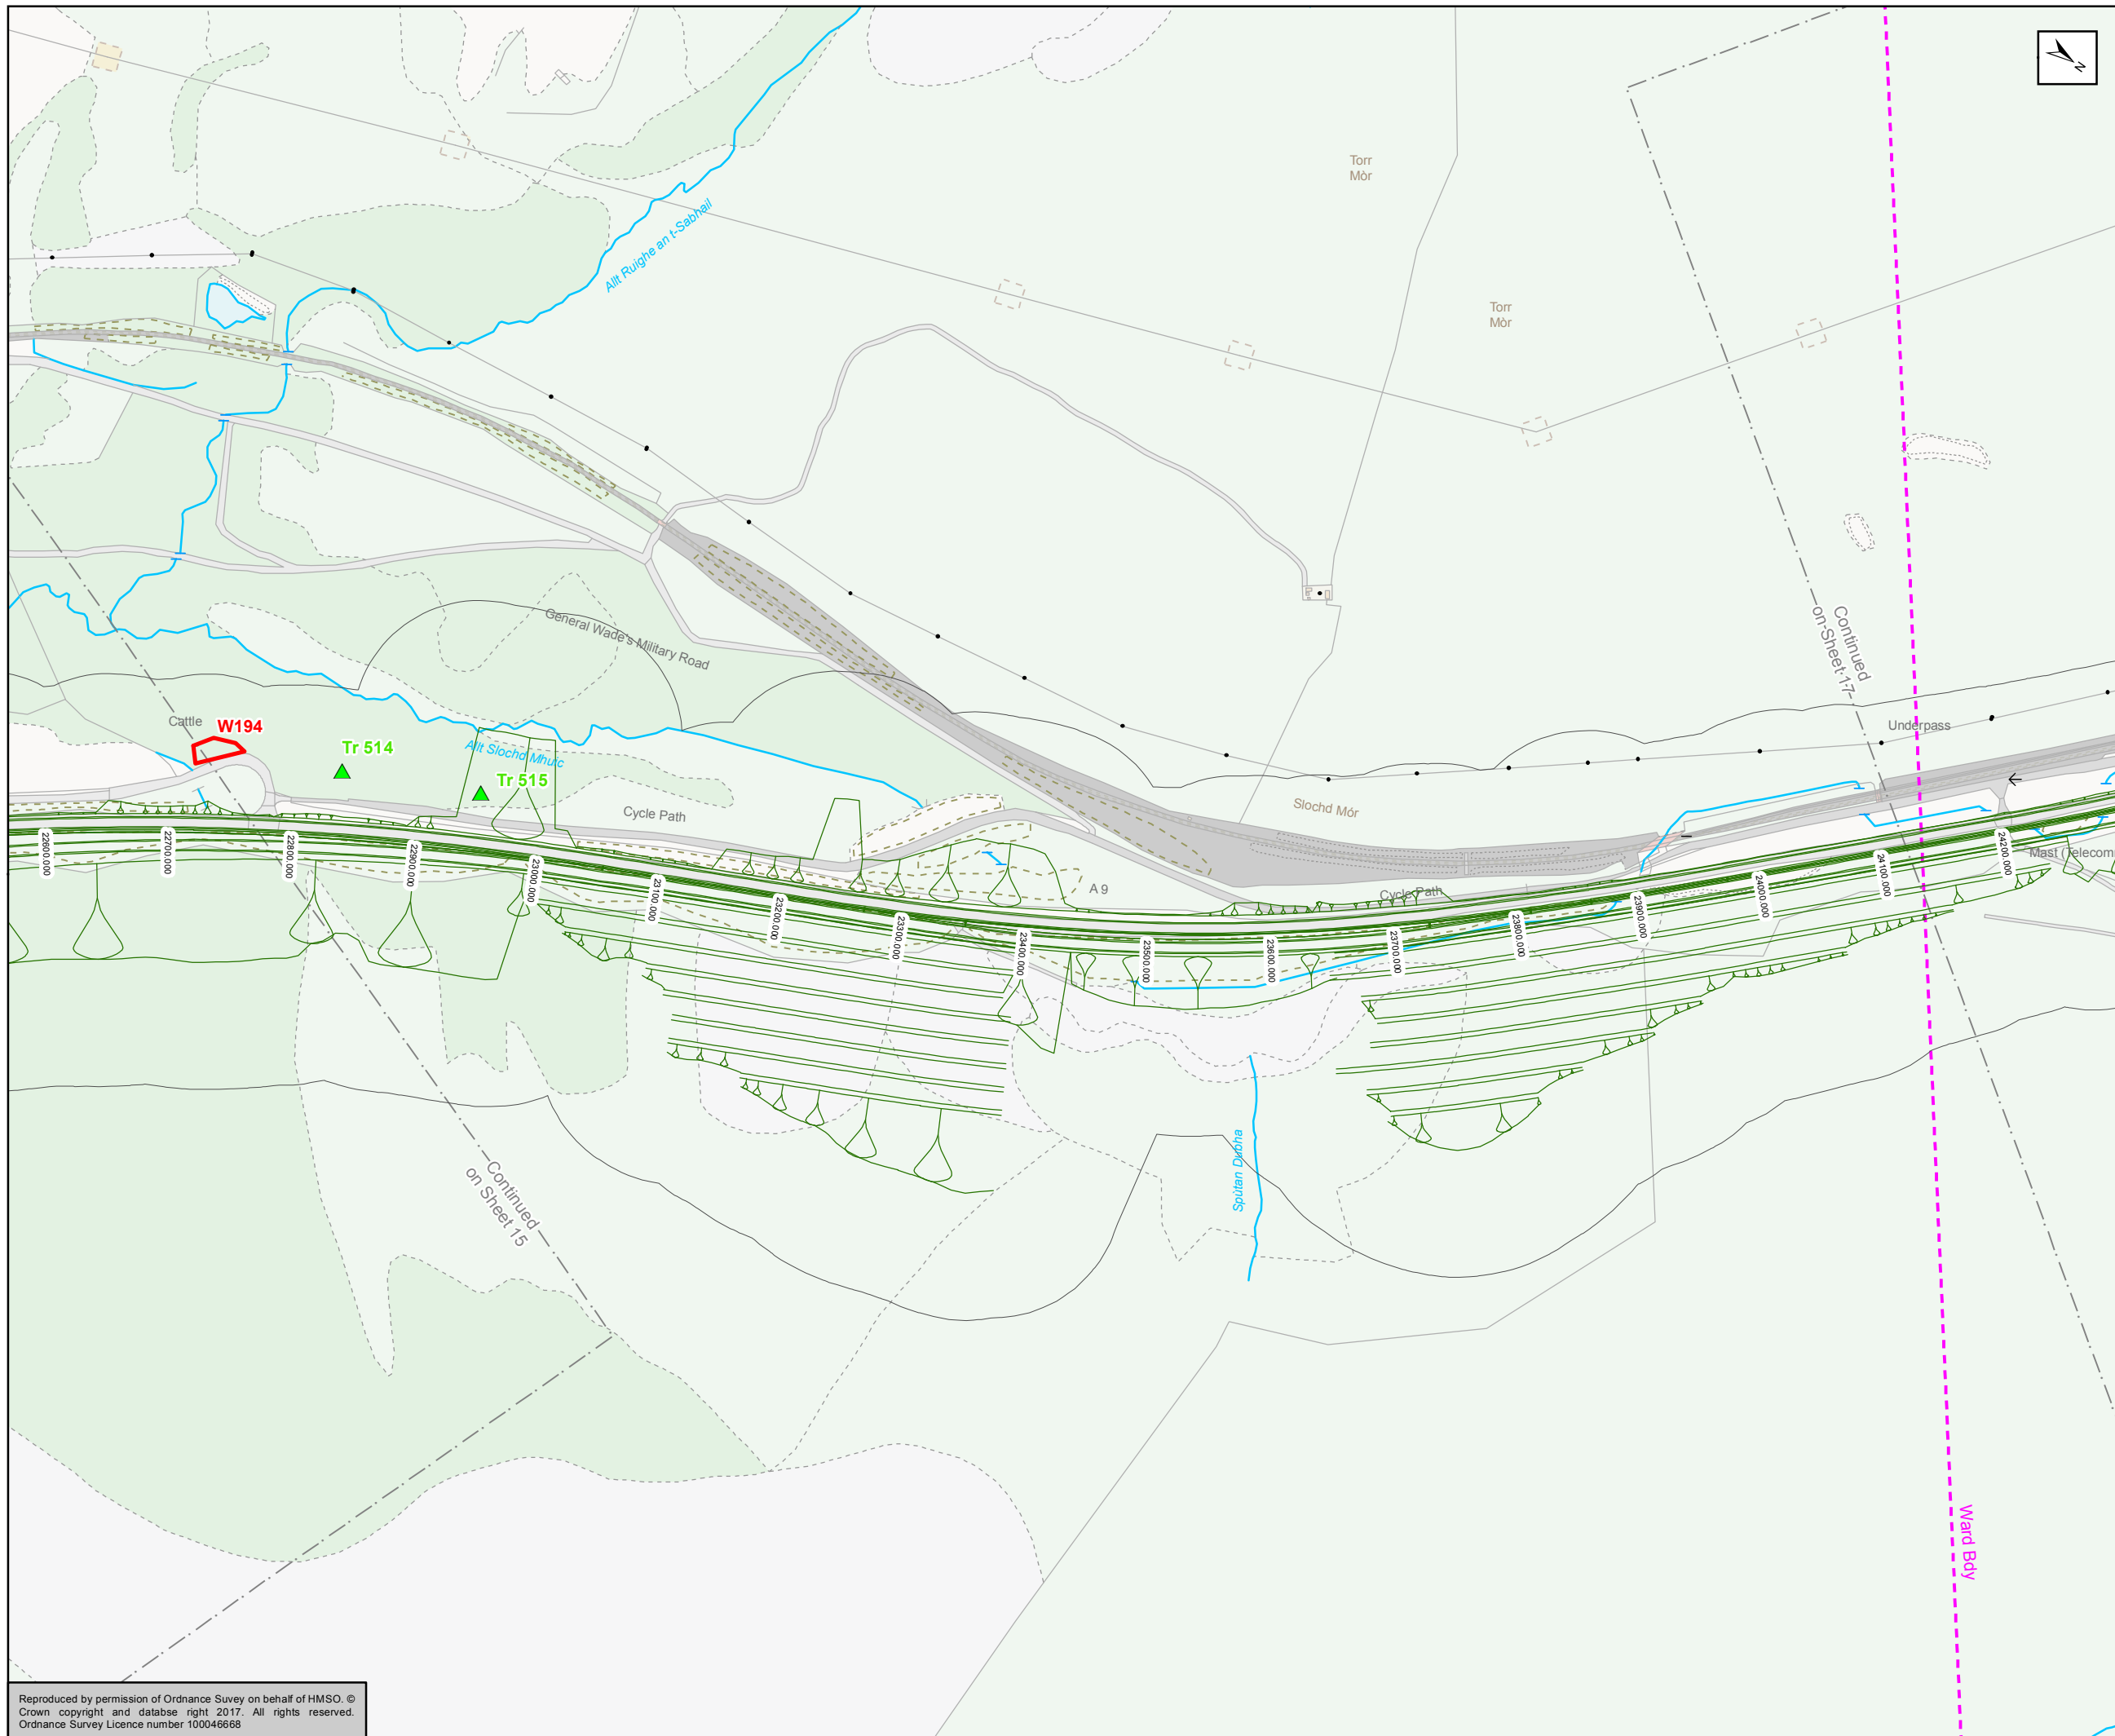 N
Torr
Mòr
Allt Ruighe an t-Sabhail
Torr
Mòr
General Wade's Military Road
Continued
on Sheet 17
Cattle
W194
Tr 514
Allt Slochd Mhuic
Tr 515
Cycle Path
Slochd Mór
Underpass
A 9
Cycle Path
Mast (Telecom
22600.000
22700.000
22800.000
22900.000
23000.000
23100.000
23200.000
23300.000
23400.000
23500.000
23600.000
23700.000
23800.000
23900.000
24000.000
24100.000
24200.000
Spùtan Dubha
Continued
on Sheet 15
Ward Bdy
Reproduced by permission of Ordnance Suvey on behalf of HMSO. ©
Crown copyright and databse right 2017. All rights reserved.
Ordnance Survey Licence number 100046668